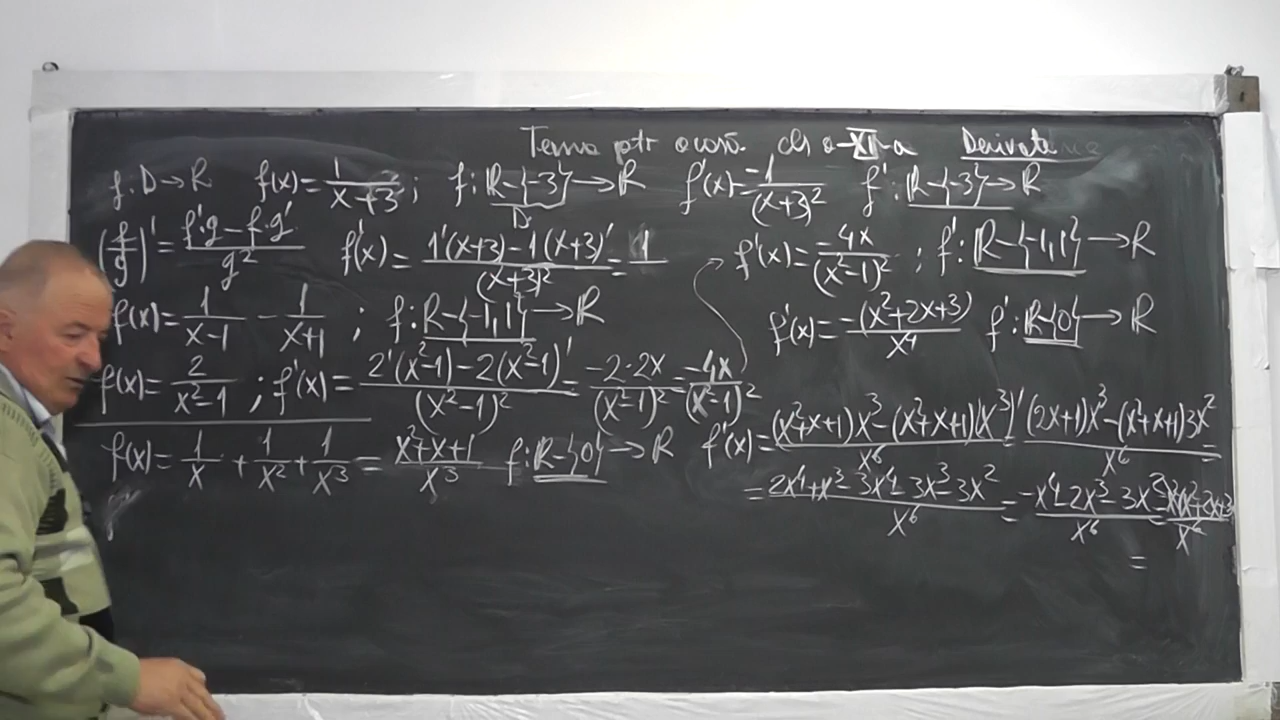 Tema ptr acasă cls a-XI-a Derivate
f: D→R f(x)=1/(x+3); f: R-{-3}→R f'(x)=-1/(x+3)² f': R-{-3}→R
D
(f/g)'=(f'·g-f·g')/g² f'(x)=(1'(x+3)-1(x+3)')/(x+3)²=1/ f'(x)=-4x/(x²-1)²; f': R-{-1,1}→R
f(x)=1/(x-1)-1/(x+1); f: R-{-1,1}→R f'(x)=-(x²+2x+3)/x⁴ f': R-{0}→R
f(x)=2/(x²-1); f'(x)=(2'(x²-1)-2(x²-1)')/(x²-1)²=-2·2x/(x²-1)²=-4x/(x²-1)²
f(x)=1/x+1/x²+1/x³=(x²+x+1)/x³ f: R-{0}→R f'(x)=((x²+x+1)'x³-(x²+x+1)(x³)')/x⁶=((2x+1)x³-(x²+x+1)3x²)/x⁶=
=(2x⁴+x³-3x⁴-3x³-3x²)/x⁶=(-x⁴-2x³-3x²)/x⁶=
=